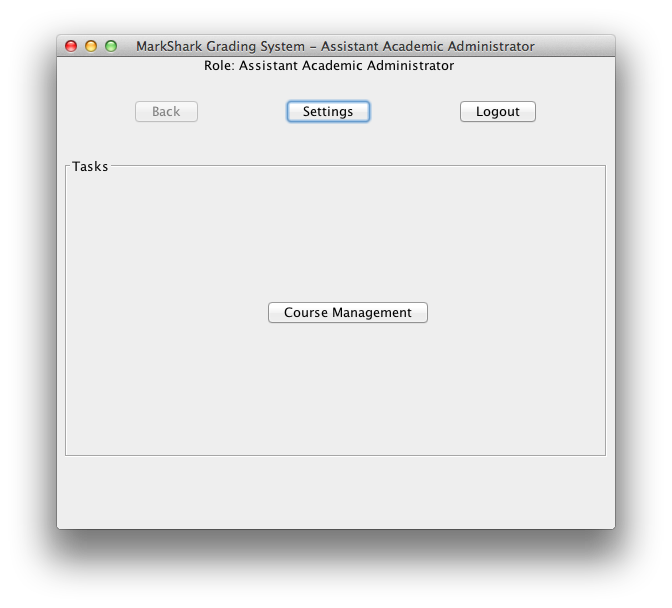 MarkShark Grading System – Assistant Academic Administrator
Role: Assistant Academic Administrator
Back Settings Logout
Tasks
Course Management